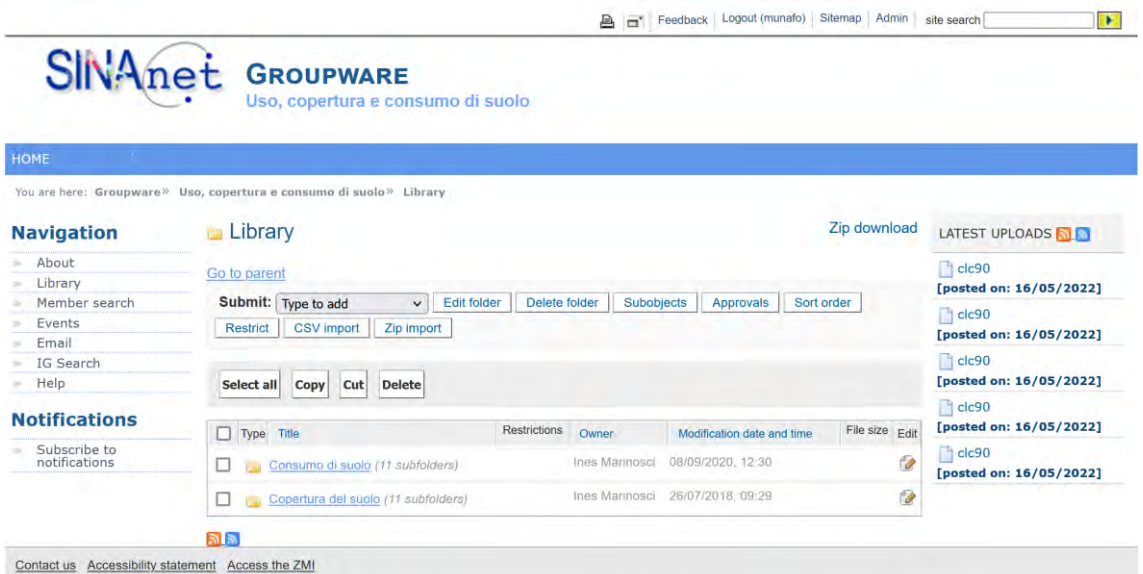 Feedback Logout (munafo) Sitemap Admin site search
SINAnet GROUPWARE
Uso, copertura e consumo di suolo
HOME
You are here: Groupware» Uso, copertura e consumo di suolo» Library
Navigation
About
Library
Member search
Events
Email
IG Search
Help
Notifications
Subscribe to
notifications
Library
Zip download
Go to parent
Submit: Type to add Edit folder Delete folder Subobjects Approvals Sort order
Restrict CSV import Zip import
Select all Copy Cut Delete
Type Title Restrictions Owner Modification date and time File size Edit
Consumo di suolo (11 subfolders) Ines Marinosci 08/09/2020, 12:30
Copertura del suolo (11 subfolders) Ines Marinosci 26/07/2018, 09:29
LATEST UPLOADS
clc90
[posted on: 16/05/2022]
clc90
[posted on: 16/05/2022]
clc90
[posted on: 16/05/2022]
clc90
[posted on: 16/05/2022]
clc90
[posted on: 16/05/2022]
Contact us Accessibility statement Access the ZMI